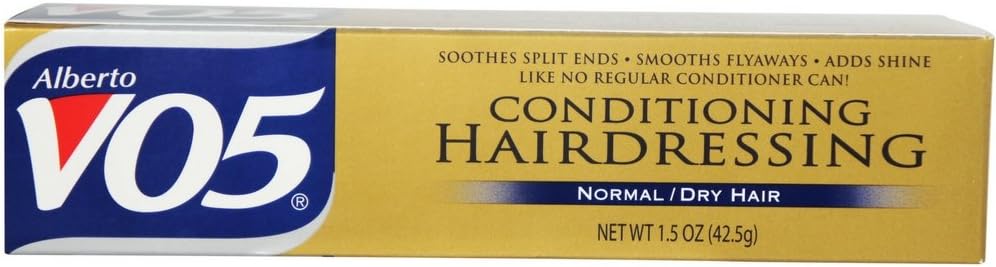 Alberto
VO5®
SOOTHES SPLIT ENDS • SMOOTHS FLYAWAYS • ADDS SHINE
LIKE NO REGULAR CONDITIONER CAN!
CONDITIONING
HAIRDRESSING
NORMAL / DRY HAIR
NET WT 1.5 OZ (42.5g)